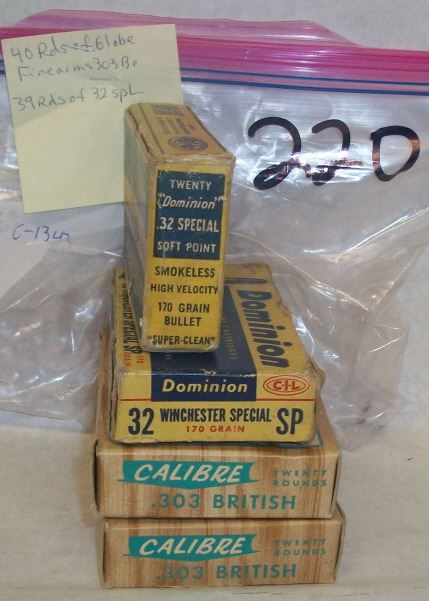 40 Rds of Globe
Firearms 303 Br
39 Rds of 32 spL
220
TWENTY
"Dominion"
.32 SPECIAL
SOFT POINT
SMOKELESS
HIGH VELOCITY
170 GRAIN
BULLET
"SUPER-CLEAN"
Dominion
Dominion
C-I-L
32 WINCHESTER SPECIAL SP
170 GRAIN
CALIBRE TWENTY
ROUNDS
.303 BRITISH
CALIBRE TWENTY
ROUNDS
.303 BRITISH